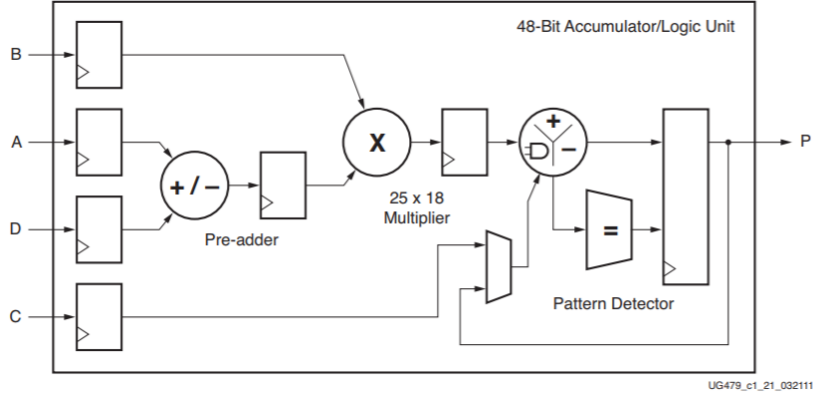 48-Bit Accumulator/Logic Unit
B
A
+ / –
D
Pre-adder
X
25 x 18
Multiplier
+
–
=
Pattern Detector
P
C
UG479_c1_21_032111